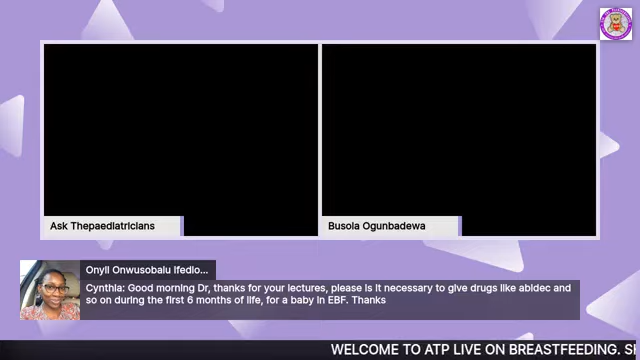 Ask Thepaediatricians
Busola Ogunbadewa
Onyii Onwusobalu Ifedio...
Cynthia: Good morning Dr, thanks for your lectures, please is it necessary to give drugs like abidec and
so on during the first 6 months of life, for a baby in EBF. Thanks
WELCOME TO ATP LIVE ON BREASTFEEDING.